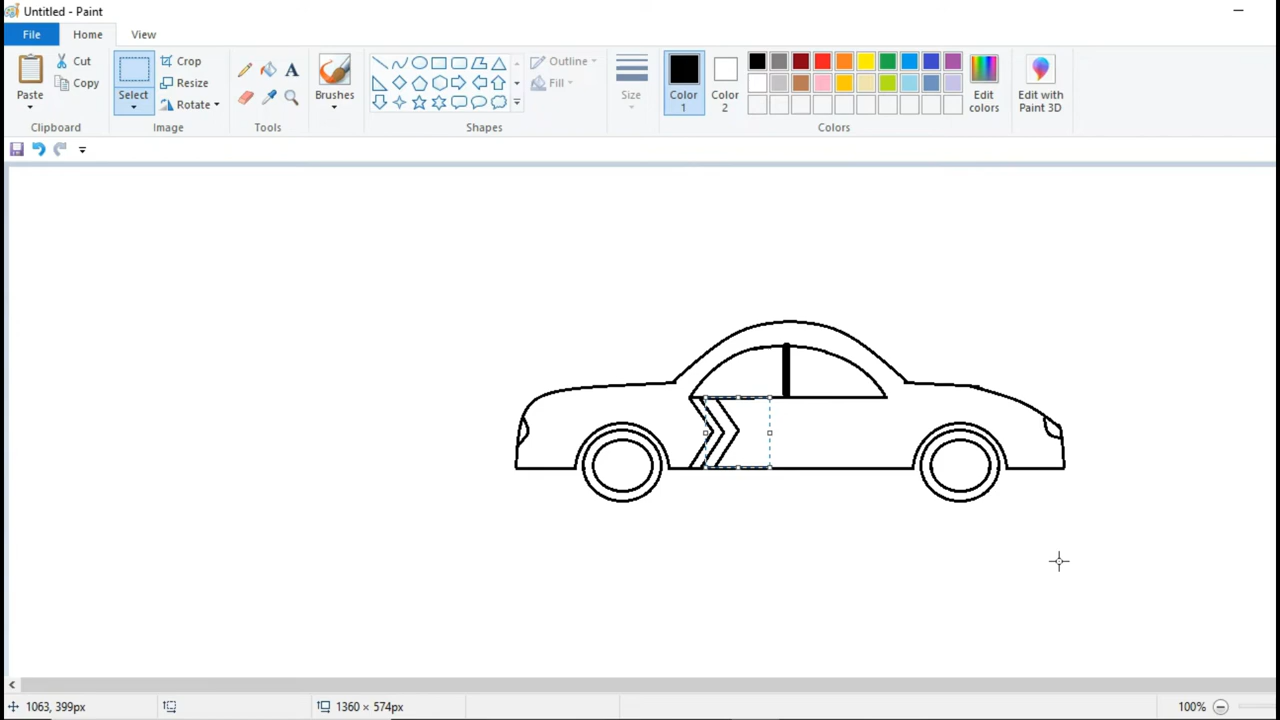 Untitled - Paint
File Home View
Paste
Cut
Copy
Clipboard
Select
Crop
Resize
Rotate
Image
A
Tools
Brushes
Outline
Fill
Shapes
Size
Color 1
Color 2
Edit colors
Colors
Edit with Paint 3D
1063, 399px
1360 × 574px
100%